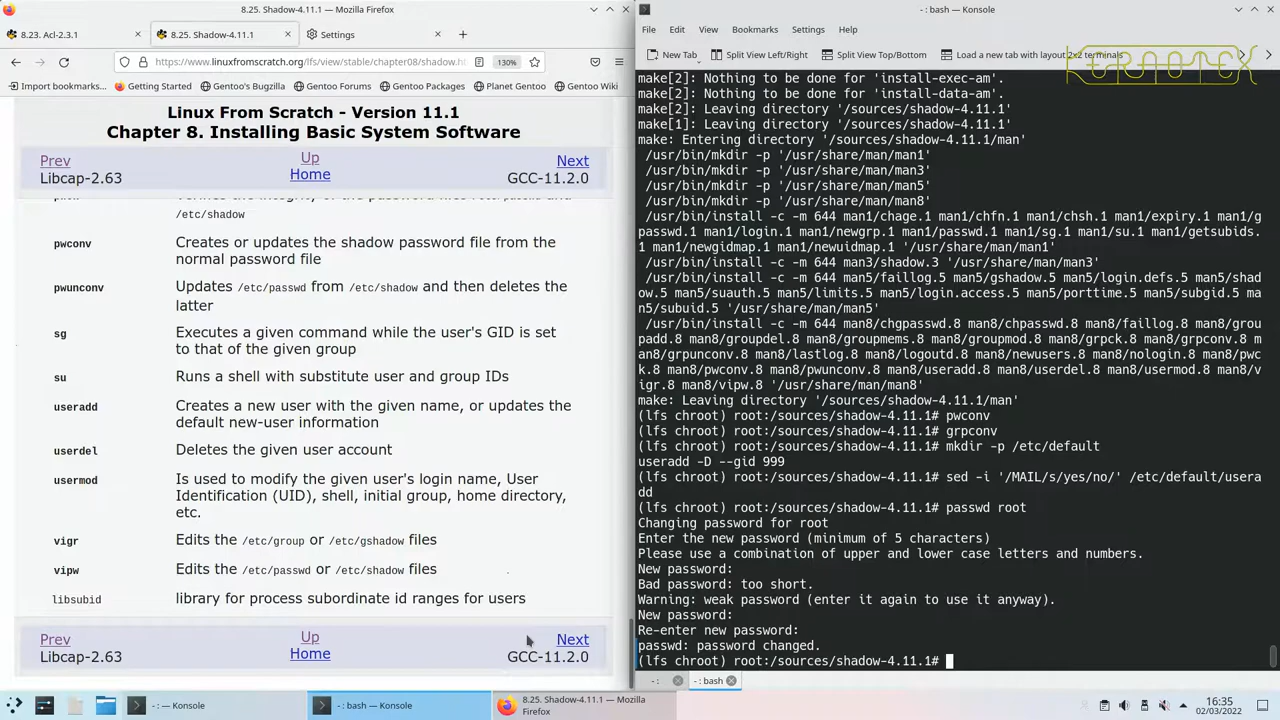 8.25. Shadow-4.11.1 — Mozilla Firefox
8.23. Acl-2.3.1
8.25. Shadow-4.11.1
Settings
https://www.linuxfromscratch.org/lfs/view/stable/chapter08/shadow.h
130%
Import bookmarks...
Getting Started
Gentoo's Bugzilla
Gentoo Forums
Gentoo Packages
Planet Gentoo
Gentoo Wiki
Linux From Scratch - Version 11.1
Chapter 8. Installing Basic System Software
Prev
Up
Next
Libcap-2.63
Home
GCC-11.2.0
/etc/shadow
pwconv
Creates or updates the shadow password file from the
normal password file
pwunconv
Updates /etc/passwd from /etc/shadow and then deletes the
latter
sg
Executes a given command while the user's GID is set
to that of the given group
su
Runs a shell with substitute user and group IDs
useradd
Creates a new user with the given name, or updates the
default new-user information
userdel
Deletes the given user account
usermod
Is used to modify the given user's login name, User
Identification (UID), shell, initial group, home directory,
etc.
vigr
Edits the /etc/group or /etc/gshadow files
vipw
Edits the /etc/passwd or /etc/shadow files
libsubid
library for process subordinate id ranges for users
Prev
Up
Next
Libcap-2.63
Home
GCC-11.2.0
- : bash — Konsole
File Edit View Bookmarks Settings Help
New Tab
Split View Left/Right
Split View Top/Bottom
Load a new tab with layout 2x2 terminals
KERNOTEX
make[2]: Nothing to be done for 'install-exec-am'.
make[2]: Nothing to be done for 'install-data-am'.
make[2]: Leaving directory '/sources/shadow-4.11.1'
make[1]: Leaving directory '/sources/shadow-4.11.1'
make: Entering directory '/sources/shadow-4.11.1/man'
/usr/bin/mkdir -p '/usr/share/man/man1'
/usr/bin/mkdir -p '/usr/share/man/man3'
/usr/bin/mkdir -p '/usr/share/man/man5'
/usr/bin/mkdir -p '/usr/share/man/man8'
/usr/bin/install -c -m 644 man1/chage.1 man1/chfn.1 man1/chsh.1 man1/expiry.1 man1/g
passwd.1 man1/login.1 man1/newgrp.1 man1/passwd.1 man1/sg.1 man1/su.1 man1/getsubids.
1 man1/newgidmap.1 man1/newuidmap.1 '/usr/share/man/man1'
/usr/bin/install -c -m 644 man3/shadow.3 '/usr/share/man/man3'
/usr/bin/install -c -m 644 man5/faillog.5 man5/gshadow.5 man5/login.defs.5 man5/shad
ow.5 man5/suauth.5 man5/limits.5 man5/login.access.5 man5/porttime.5 man5/subgid.5 ma
n5/subuid.5 '/usr/share/man/man5'
/usr/bin/install -c -m 644 man8/chgpasswd.8 man8/chpasswd.8 man8/faillog.8 man8/grou
padd.8 man8/groupdel.8 man8/groupmems.8 man8/groupmod.8 man8/grpck.8 man8/grpconv.8 m
an8/grpunconv.8 man8/lastlog.8 man8/logoutd.8 man8/newusers.8 man8/nologin.8 man8/pwc
k.8 man8/pwconv.8 man8/pwunconv.8 man8/useradd.8 man8/userdel.8 man8/usermod.8 man8/v
igr.8 man8/vipw.8 '/usr/share/man/man8'
make: Leaving directory '/sources/shadow-4.11.1/man'
(lfs chroot) root:/sources/shadow-4.11.1# pwconv
(lfs chroot) root:/sources/shadow-4.11.1# grpconv
(lfs chroot) root:/sources/shadow-4.11.1# mkdir -p /etc/default
useradd -D --gid 999
(lfs chroot) root:/sources/shadow-4.11.1# sed -i '/MAIL/s/yes/no/' /etc/default/usera
dd
(lfs chroot) root:/sources/shadow-4.11.1# passwd root
Changing password for root
Enter the new password (minimum of 5 characters)
Please use a combination of upper and lower case letters and numbers.
New password:
Bad password: too short.
Warning: weak password (enter it again to use it anyway).
New password:
Re-enter new password:
passwd: password changed.
(lfs chroot) root:/sources/shadow-4.11.1#
- :
- : bash
- : — Konsole
- : bash — Konsole
8.25. Shadow-4.11.1 — Mozilla
Firefox
16:35
02/03/2022